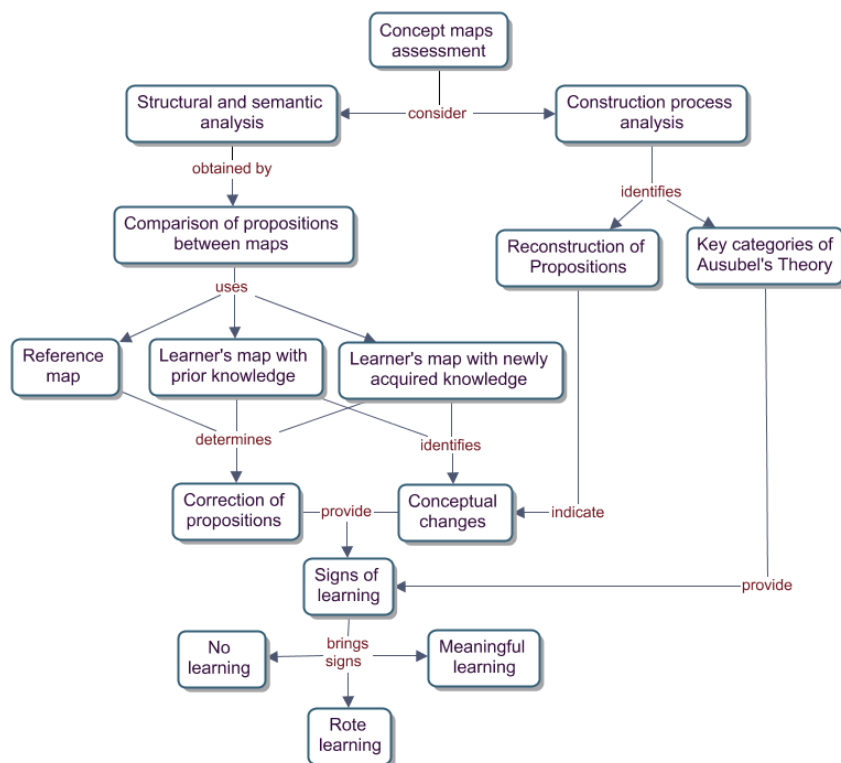 Concept maps
assessment
Structural and semantic
analysis
consider
Construction process
analysis
obtained by
identifies
Comparison of propositions
between maps
Reconstruction of
Propositions
Key categories of
Ausubel's Theory
uses
Reference
map
Learner's map with
prior knowledge
Learner's map with newly
acquired knowledge
determines
identifies
Correction of
propositions
provide
Conceptual
changes
indicate
Signs of
learning
provide
No
learning
brings
signs
Meaningful
learning
Rote
learning